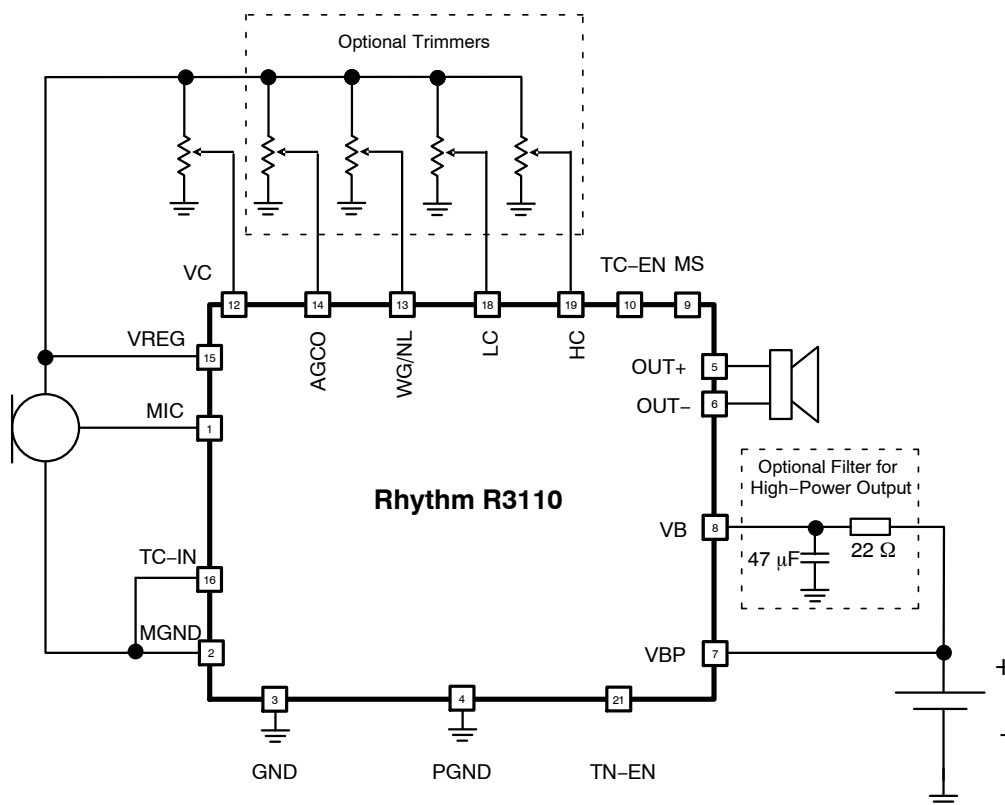 Optional Trimmers
VC
TC−EN MS
12
14
13
18
19
10
9
VREG
15
AGCO
WG/NL
LC
HC
OUT+
5
OUT−
6
MIC
1
Optional Filter for
High−Power Output
Rhythm R3110
VB
8
47 μF
22 Ω
TC−IN
16
MGND
2
VBP
7
+
-
3
4
21
GND
PGND
TN−EN